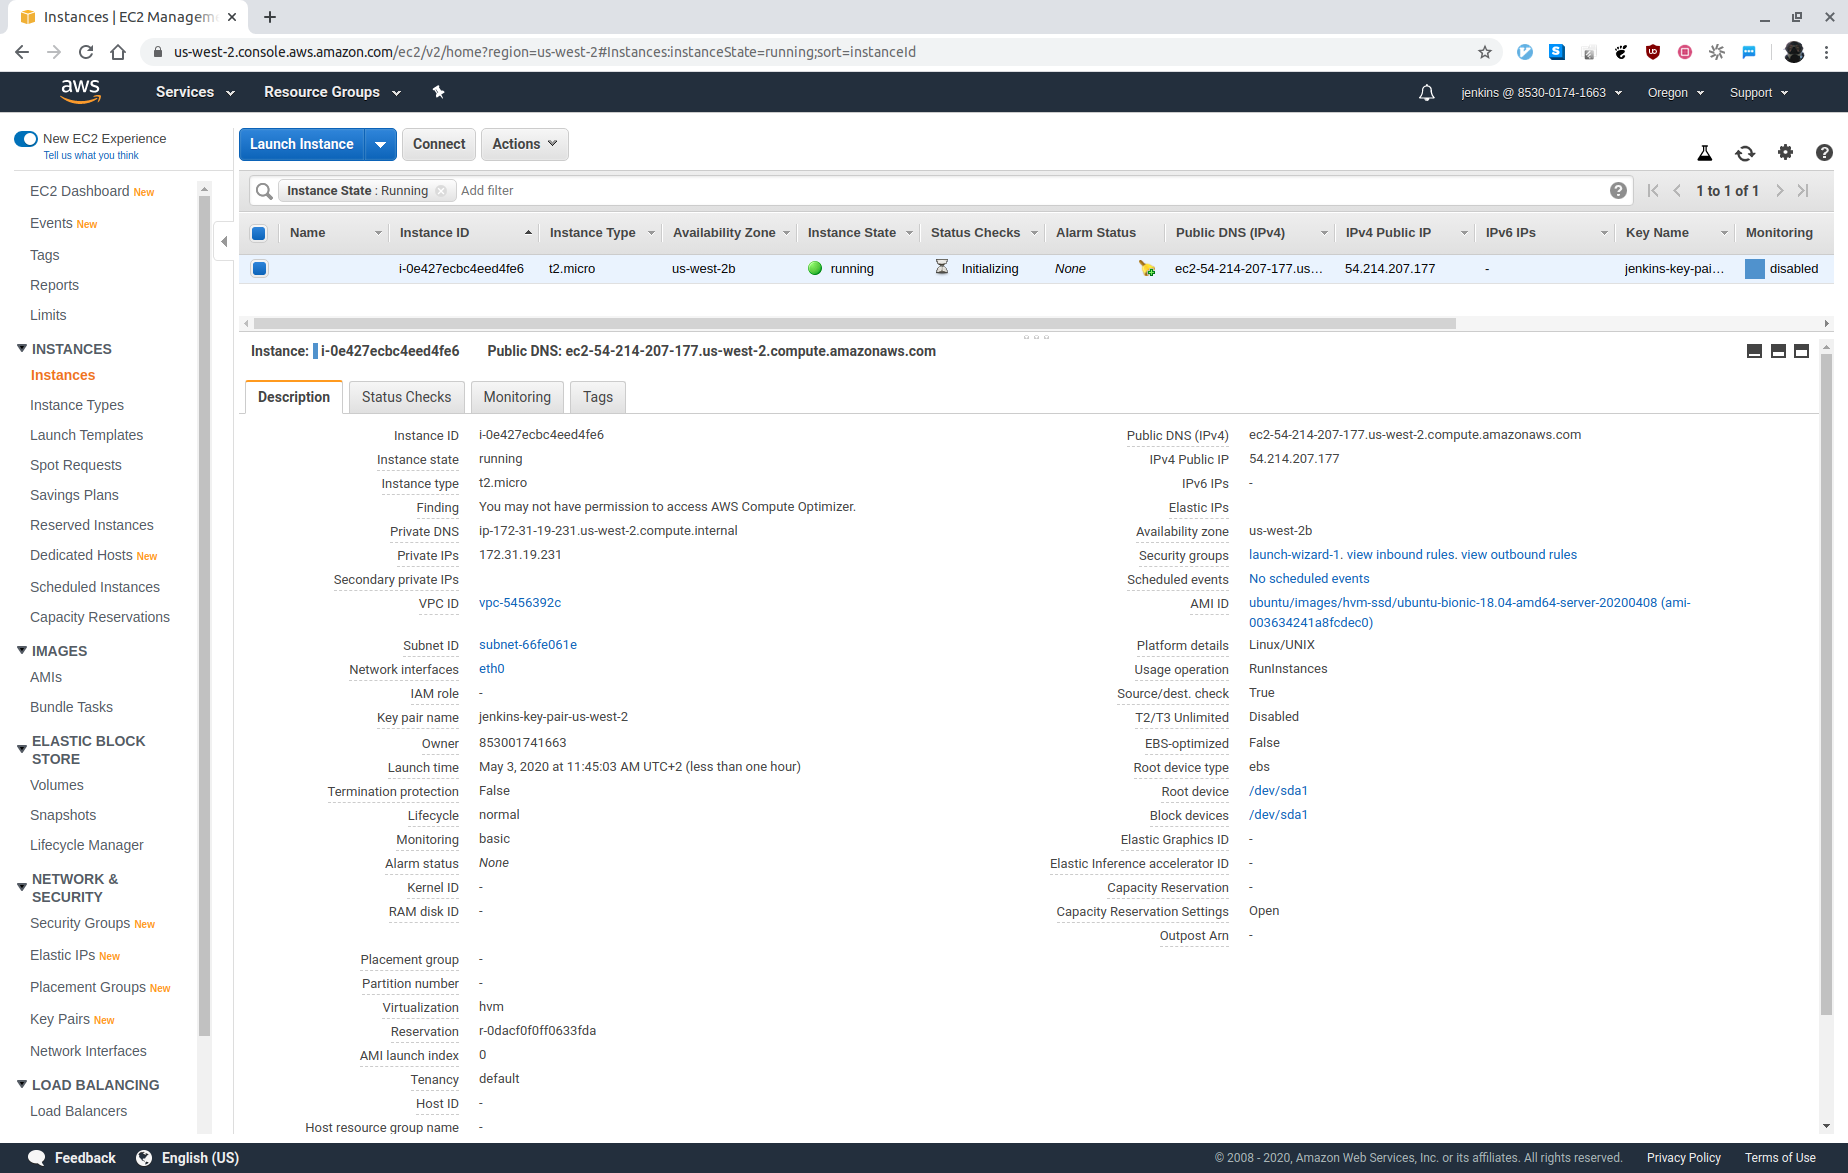 Instances | EC2 Managem
us-west-2.console.aws.amazon.com/ec2/v2/home?region=us-west-2#Instances:instanceState=running;sort=instanceId
aws Services Resource Groups jenkins @ 8530-0174-1663 Oregon Support
New EC2 Experience
Tell us what you think
Launch Instance Connect Actions
EC2 Dashboard New
Events New
Tags
Reports
Limits
INSTANCES
Instances
Instance Types
Launch Templates
Spot Requests
Savings Plans
Reserved Instances
Dedicated Hosts New
Scheduled Instances
Capacity Reservations
IMAGES
AMIs
Bundle Tasks
ELASTIC BLOCK
STORE
Volumes
Snapshots
Lifecycle Manager
NETWORK &
SECURITY
Security Groups New
Elastic IPs New
Placement Groups New
Key Pairs New
Network Interfaces
LOAD BALANCING
Load Balancers
Instance State : Running Add filter 1 to 1 of 1
Name Instance ID Instance Type Availability Zone Instance State Status Checks Alarm Status Public DNS (IPv4) IPv4 Public IP IPv6 IPs Key Name Monitoring
i-0e427ecbc4eed4fe6 t2.micro us-west-2b running Initializing None ec2-54-214-207-177.us... 54.214.207.177 - jenkins-key-pai... disabled
Instance: i-0e427ecbc4eed4fe6 Public DNS: ec2-54-214-207-177.us-west-2.compute.amazonaws.com
Description Status Checks Monitoring Tags
Instance ID i-0e427ecbc4eed4fe6
Instance state running
Instance type t2.micro
Finding You may not have permission to access AWS Compute Optimizer.
Private DNS ip-172-31-19-231.us-west-2.compute.internal
Private IPs 172.31.19.231
Secondary private IPs
VPC ID vpc-5456392c
Subnet ID subnet-66fe061e
Network interfaces eth0
IAM role -
Key pair name jenkins-key-pair-us-west-2
Owner 853001741663
Launch time May 3, 2020 at 11:45:03 AM UTC+2 (less than one hour)
Termination protection False
Lifecycle normal
Monitoring basic
Alarm status None
Kernel ID -
RAM disk ID -
Placement group -
Partition number -
Virtualization hvm
Reservation r-0dacf0f0ff0633fda
AMI launch index 0
Tenancy default
Host ID -
Host resource group name -
Public DNS (IPv4) ec2-54-214-207-177.us-west-2.compute.amazonaws.com
IPv4 Public IP 54.214.207.177
IPv6 IPs -
Elastic IPs
Availability zone us-west-2b
Security groups launch-wizard-1. view inbound rules. view outbound rules
Scheduled events No scheduled events
AMI ID ubuntu/images/hvm-ssd/ubuntu-bionic-18.04-amd64-server-20200408 (ami-
003634241a8fcdec0)
Platform details Linux/UNIX
Usage operation RunInstances
Source/dest. check True
T2/T3 Unlimited Disabled
EBS-optimized False
Root device type ebs
Root device /dev/sda1
Block devices /dev/sda1
Elastic Graphics ID -
Elastic Inference accelerator ID -
Capacity Reservation -
Capacity Reservation Settings Open
Outpost Arn -
Feedback English (US) © 2008 - 2020, Amazon Web Services, Inc. or its affiliates. All rights reserved. Privacy Policy Terms of Use